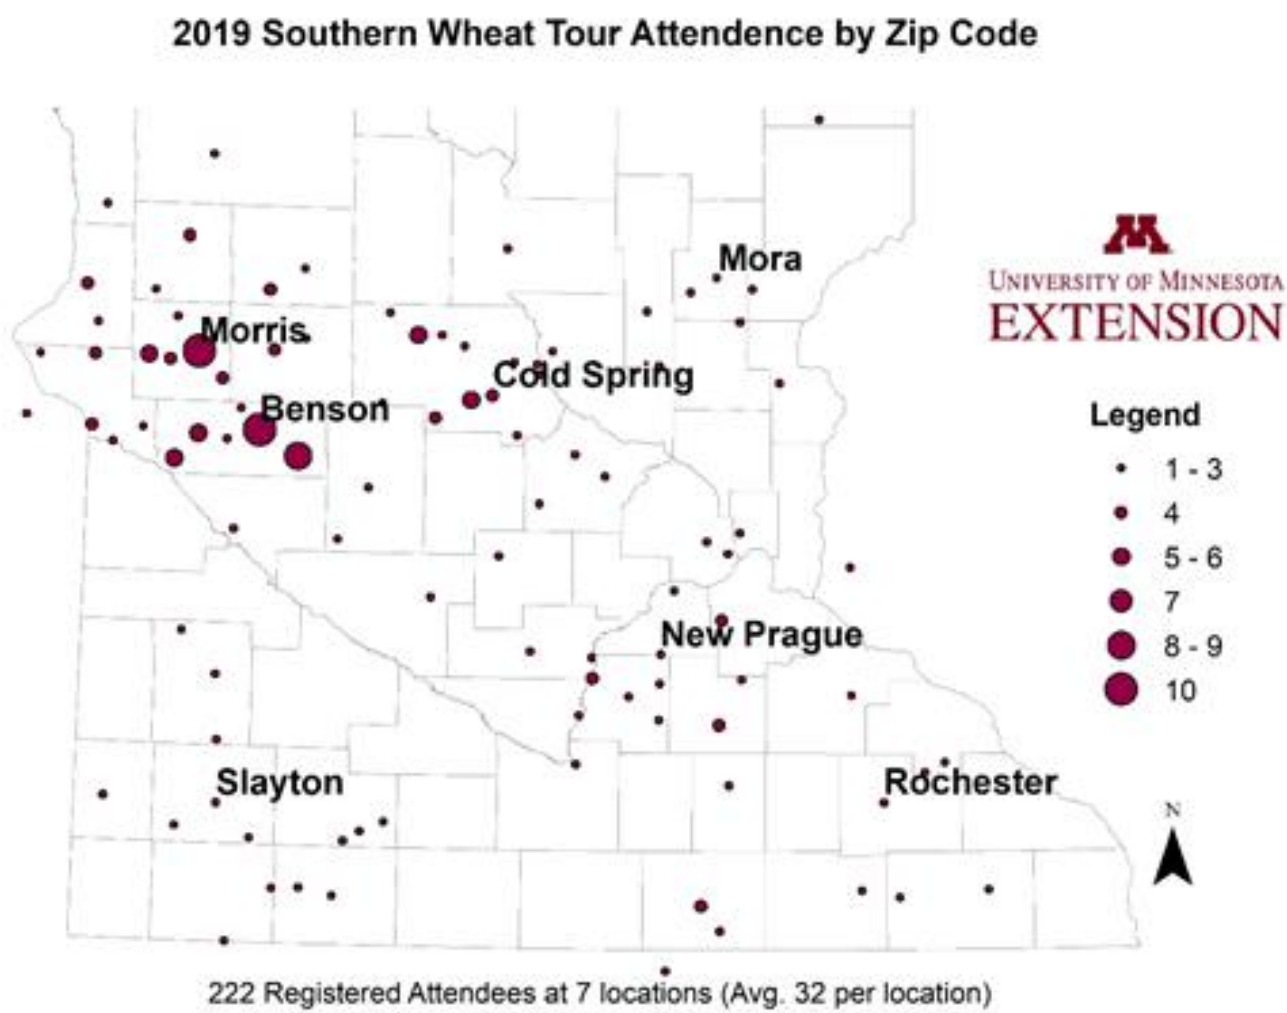 2019 Southern Wheat Tour Attendence by Zip Code
Mora
M
UNIVERSITY OF MINNESOTA
EXTENSION
Morris
Cold Spring
Benson
Legend
1 - 3
4
5 - 6
7
8 - 9
10
New Prague
Slayton
Rochester
N
222 Registered Attendees at 7 locations (Avg. 32 per location)